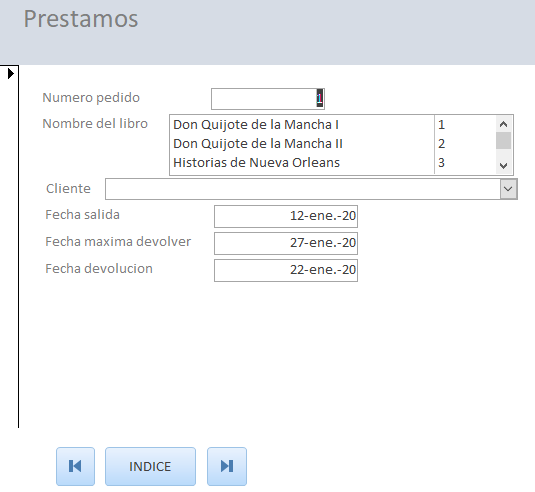 Prestamos
Numero pedido 1
Nombre del libro
Don Quijote de la Mancha I 1
Don Quijote de la Mancha II 2
Historias de Nueva Orleans 3
Cliente
Fecha salida 12-ene.-20
Fecha maxima devolver 27-ene.-20
Fecha devolucion 22-ene.-20
INDICE